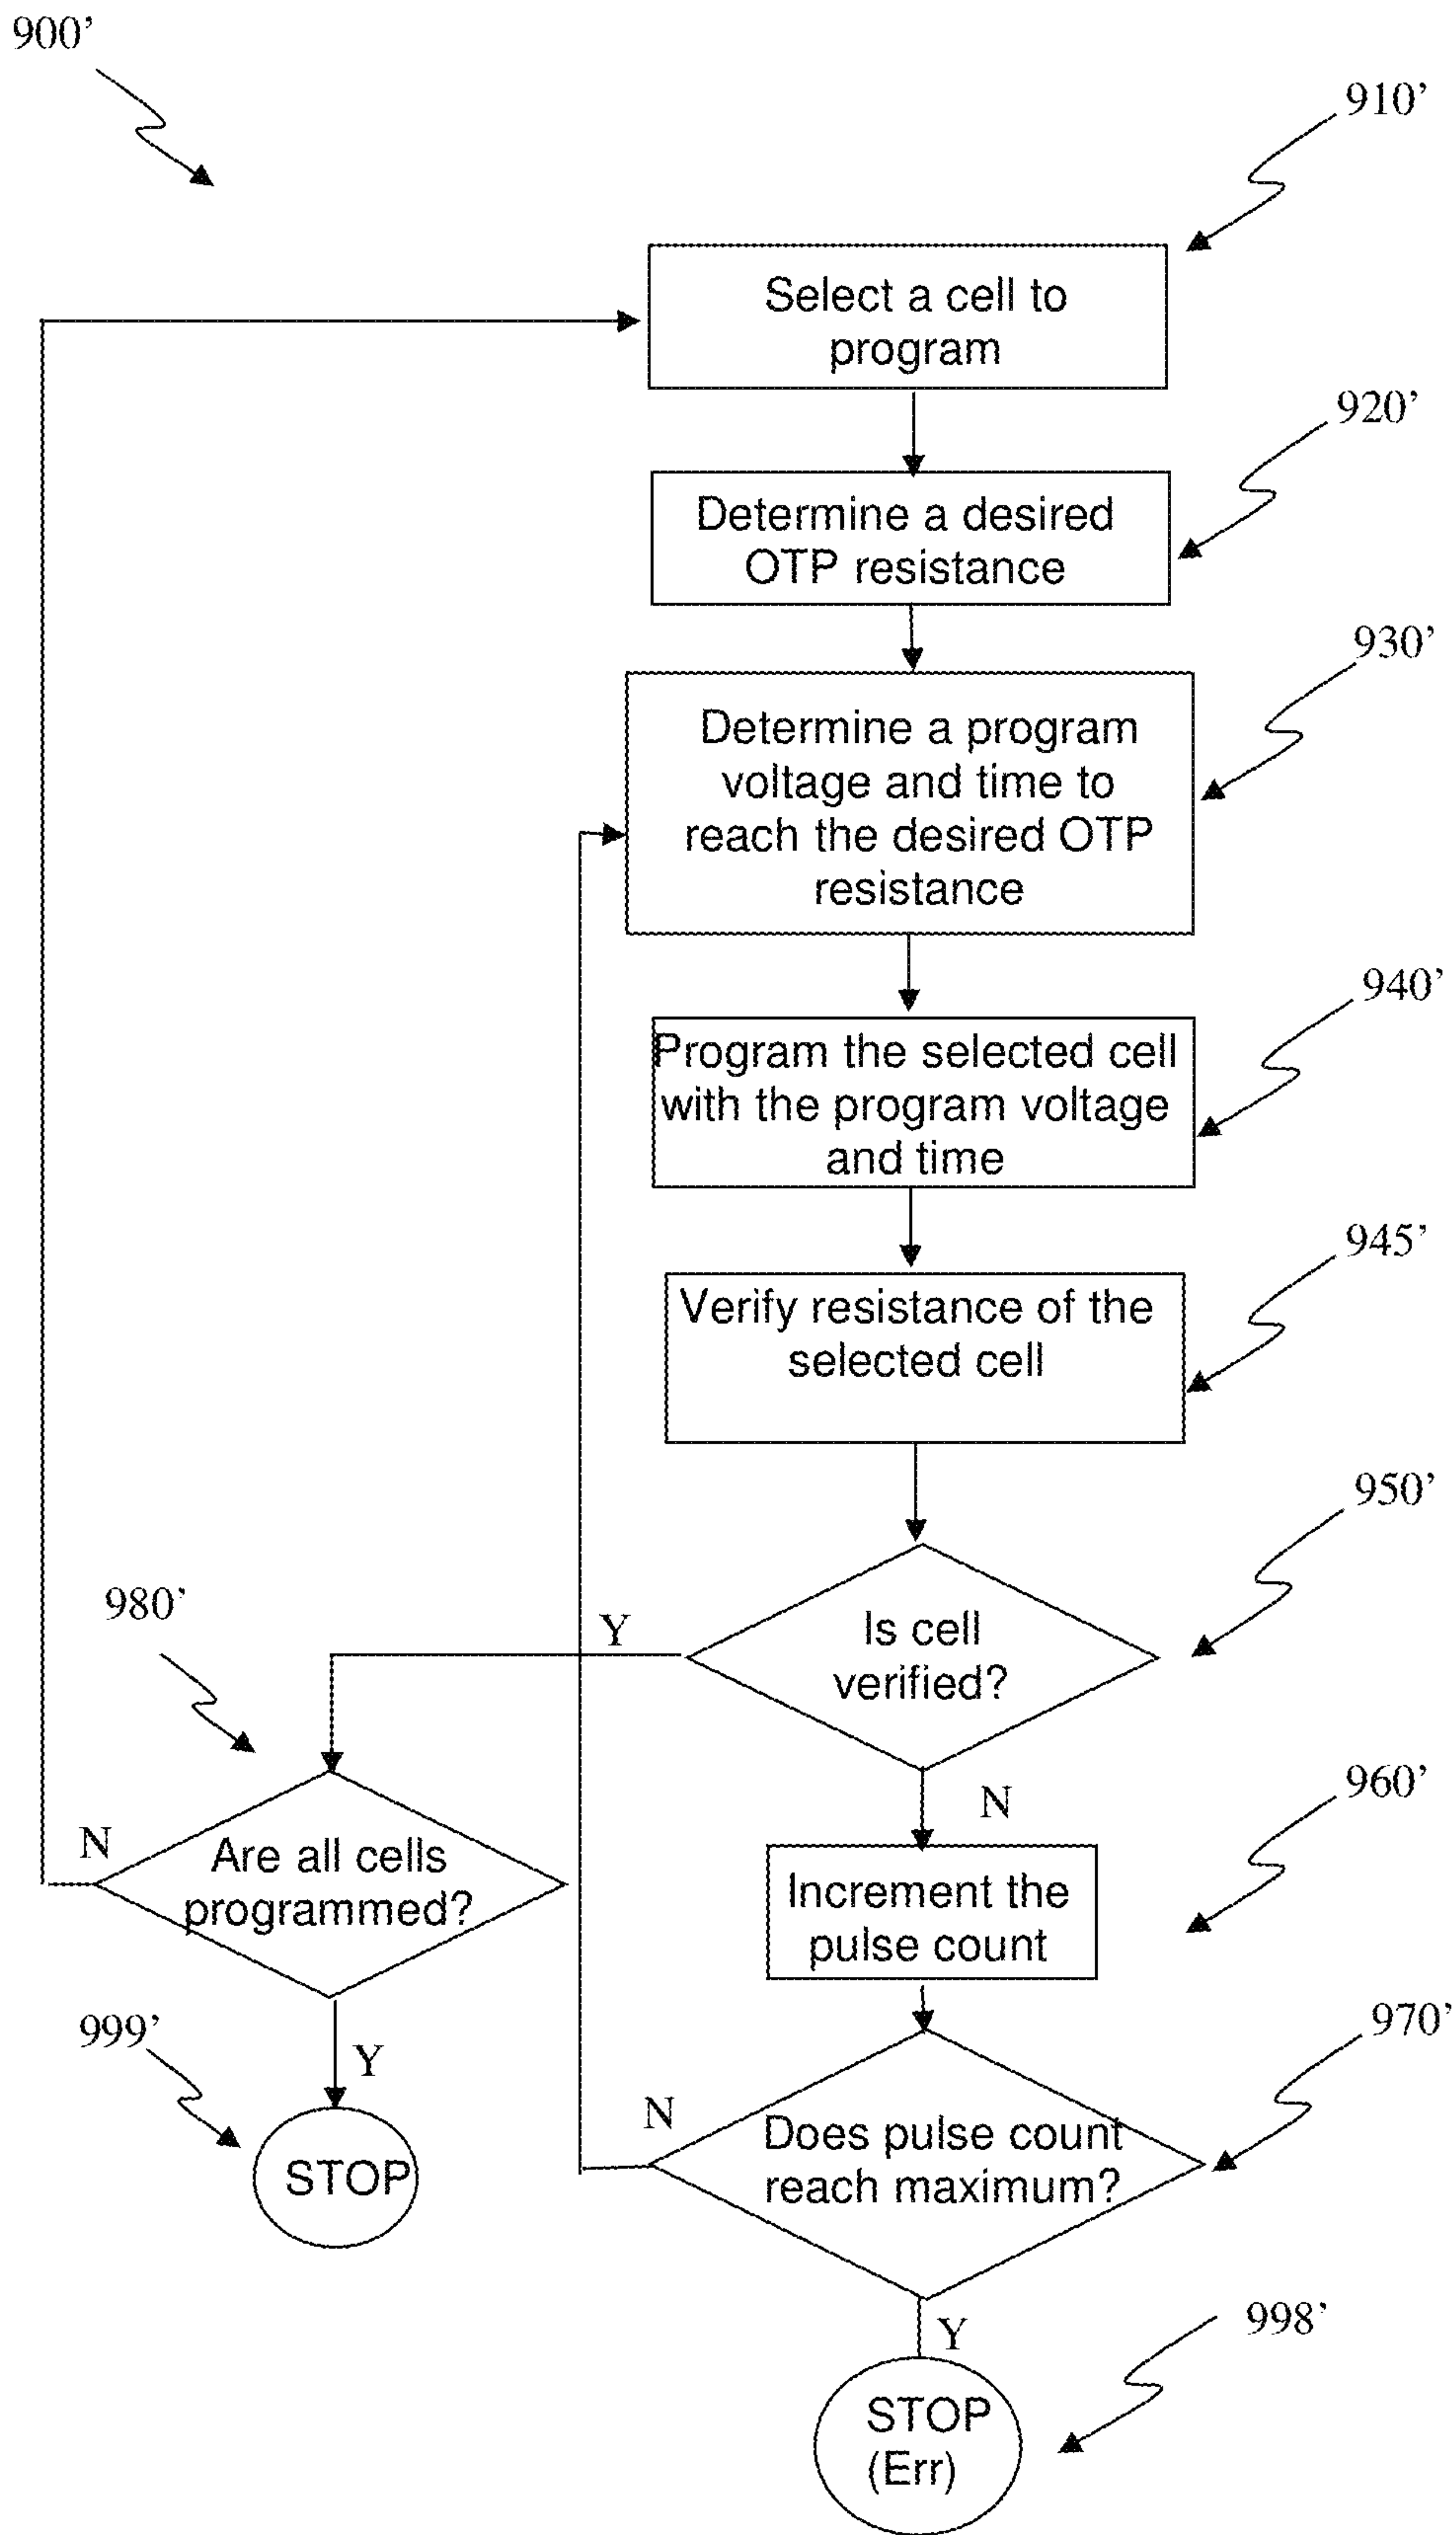 900’
910’
Select a cell to
program
920’
Determine a desired
OTP resistance
930’
Determine a program
voltage and time to
reach the desired OTP
resistance
940’
Program the selected cell
with the program voltage
and time
945’
Verify resistance of the
selected cell
950’
Is cell
verified?
Y
N
980’
Are all cells
programmed?
N
Y
999’
STOP
960’
Increment the
pulse count
970’
Does pulse count
reach maximum?
N
Y
998’
STOP
(Err)